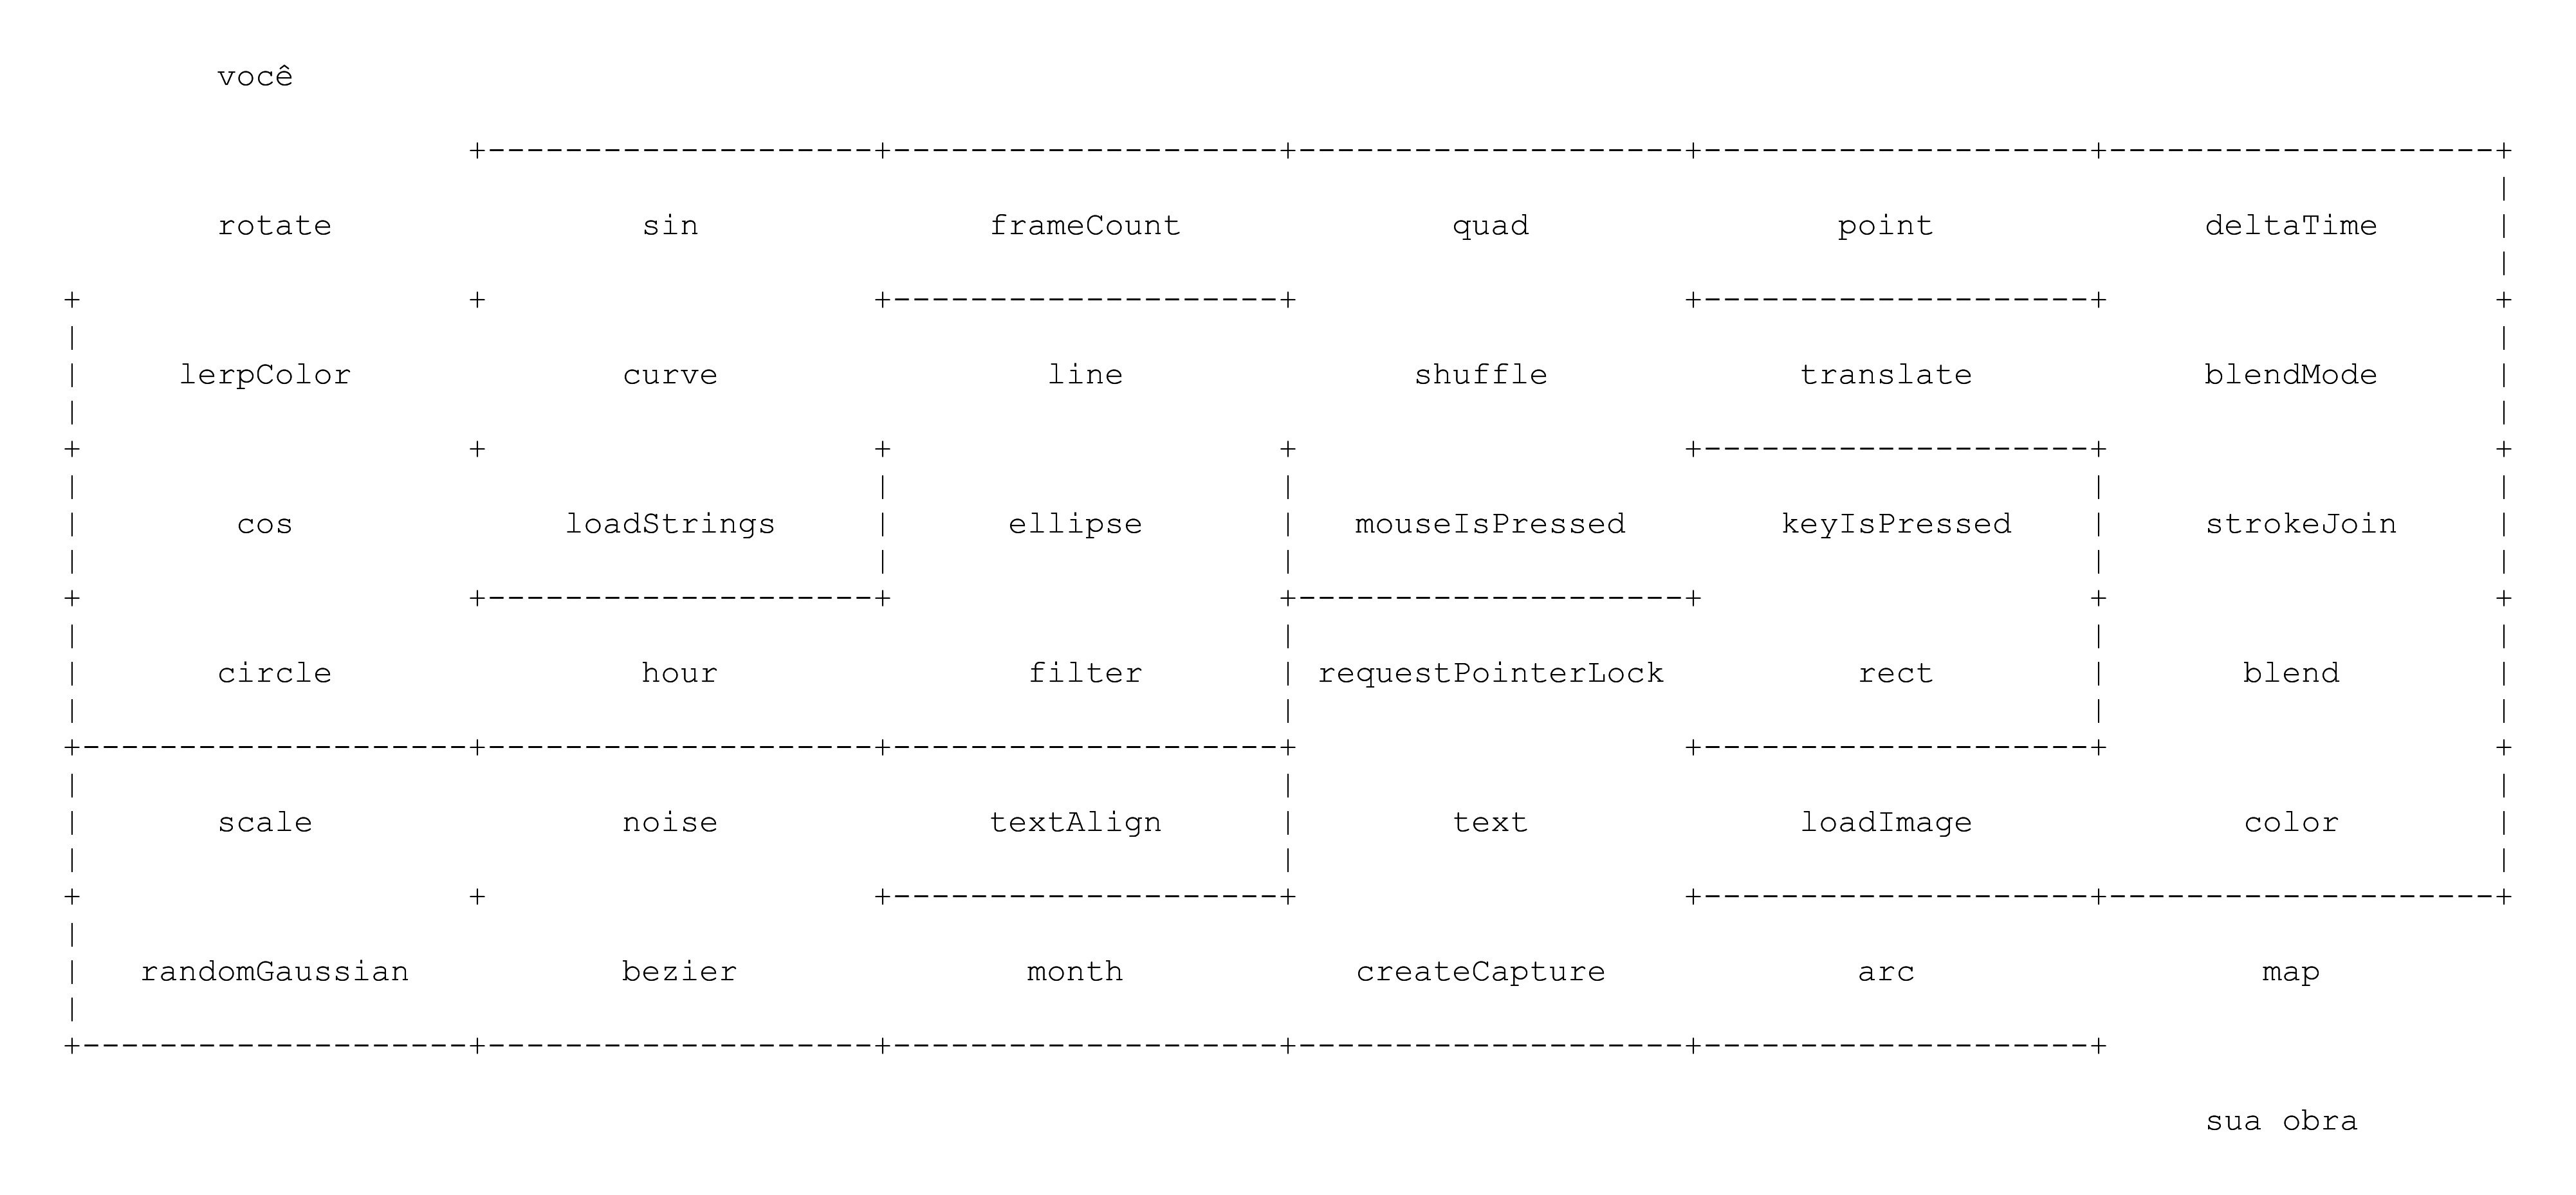 você
rotate sin frameCount quad point deltaTime
lerpColor curve line shuffle translate blendMode
cos loadStrings ellipse mouseIsPressed keyIsPressed strokeJoin
circle hour filter requestPointerLock rect blend
scale noise textAlign text loadImage color
randomGaussian bezier month createCapture arc map
sua obra